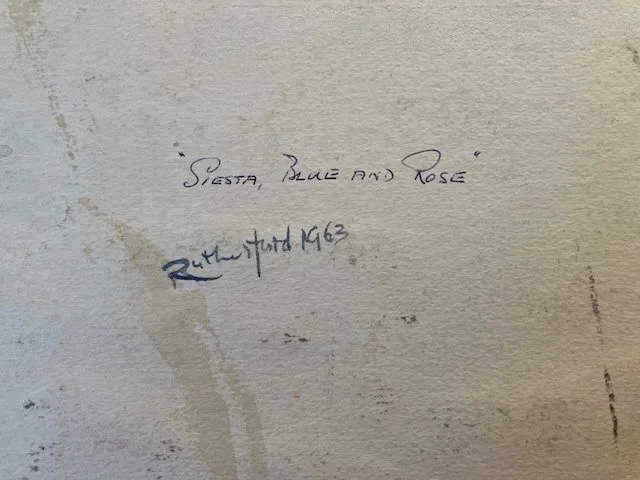 "Siesta, Blue and Rose"
Rutherford 1963